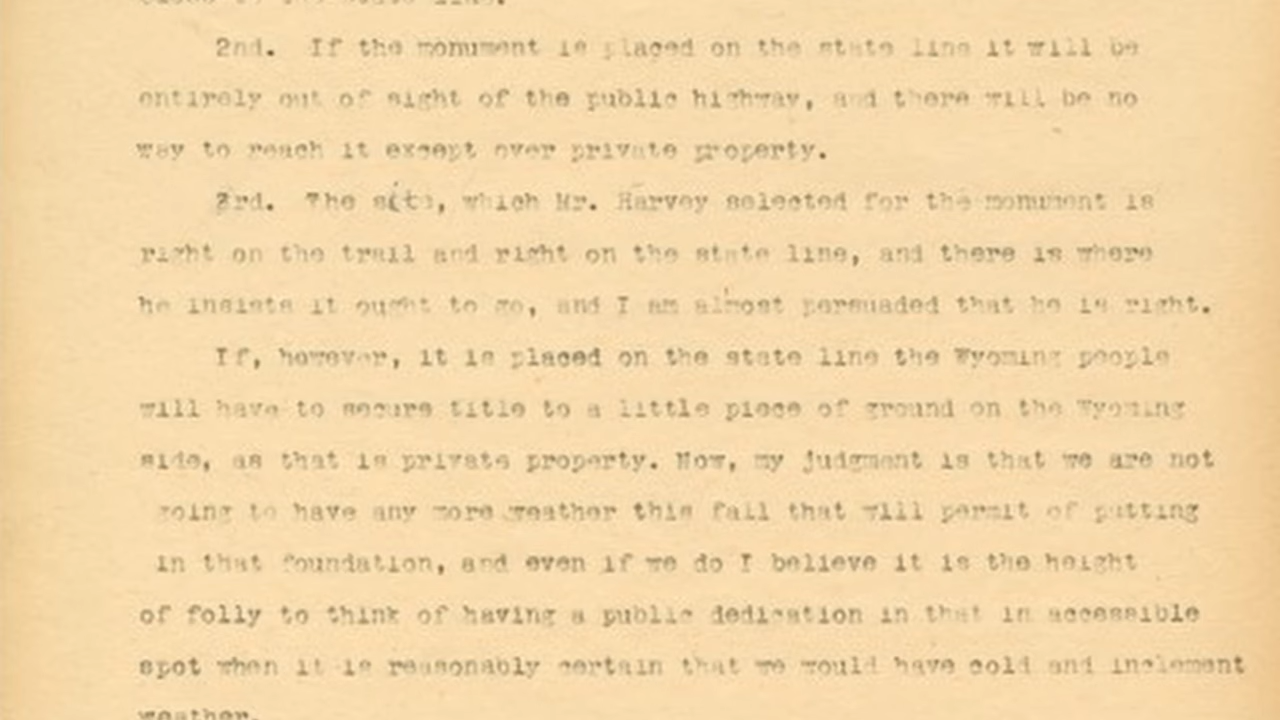 close to the state line.
2nd. If the monument is placed on the state line it will be
entirely out of sight of the public highway, and there will be no
way to reach it except over private property.
3rd. The site, which Mr. Harvey selected for the monument is
right on the trail and right on the state line, and there is where
he insists it ought to go, and I am almost persuaded that he is right.
If, however, it is placed on the state line the Wyoming people
will have to secure title to a little piece of ground on the Wyoming
side, as that is private property. Now, my judgment is that we are not
going to have any more weather this fall that will permit of putting
in that foundation, and even if we do I believe it is the height
of folly to think of having a public dedication in that in accessible
spot when it is reasonably certain that we would have cold and inclement
weather.